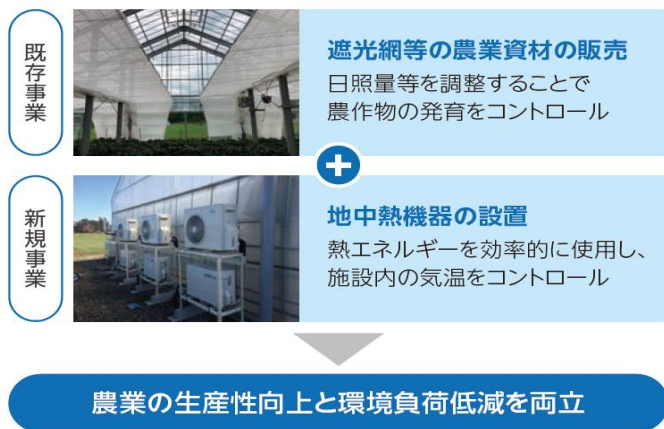 既存事業
遮光網等の農業資材の販売
日照量等を調整することで
農作物の発育をコントロール
+
新規事業
地中熱機器の設置
熱エネルギーを効率的に使用し、
施設内の気温をコントロール
農業の生産性向上と環境負荷低減を両立